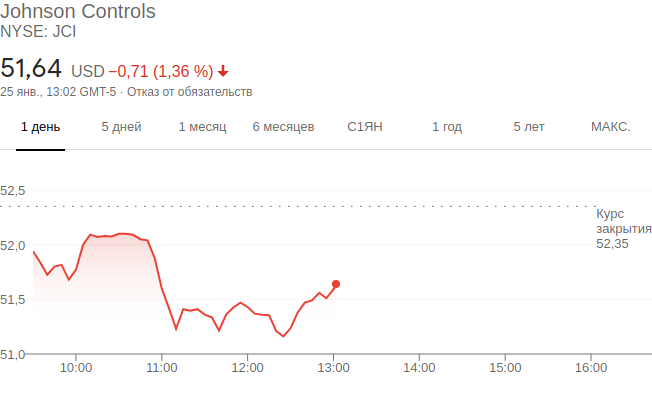 Johnson Controls
NYSE: JCI
51,64 USD −0,71 (1,36 %)
25 янв., 13:02 GMT-5 · Отказ от обязательств
1 день 5 дней 1 месяц 6 месяцев С1ЯН 1 год 5 лет МАКС.
52,5
Курс
закрытия
52,35
52,0
51,5
51,0
10:00 11:00 12:00 13:00 14:00 15:00 16:00